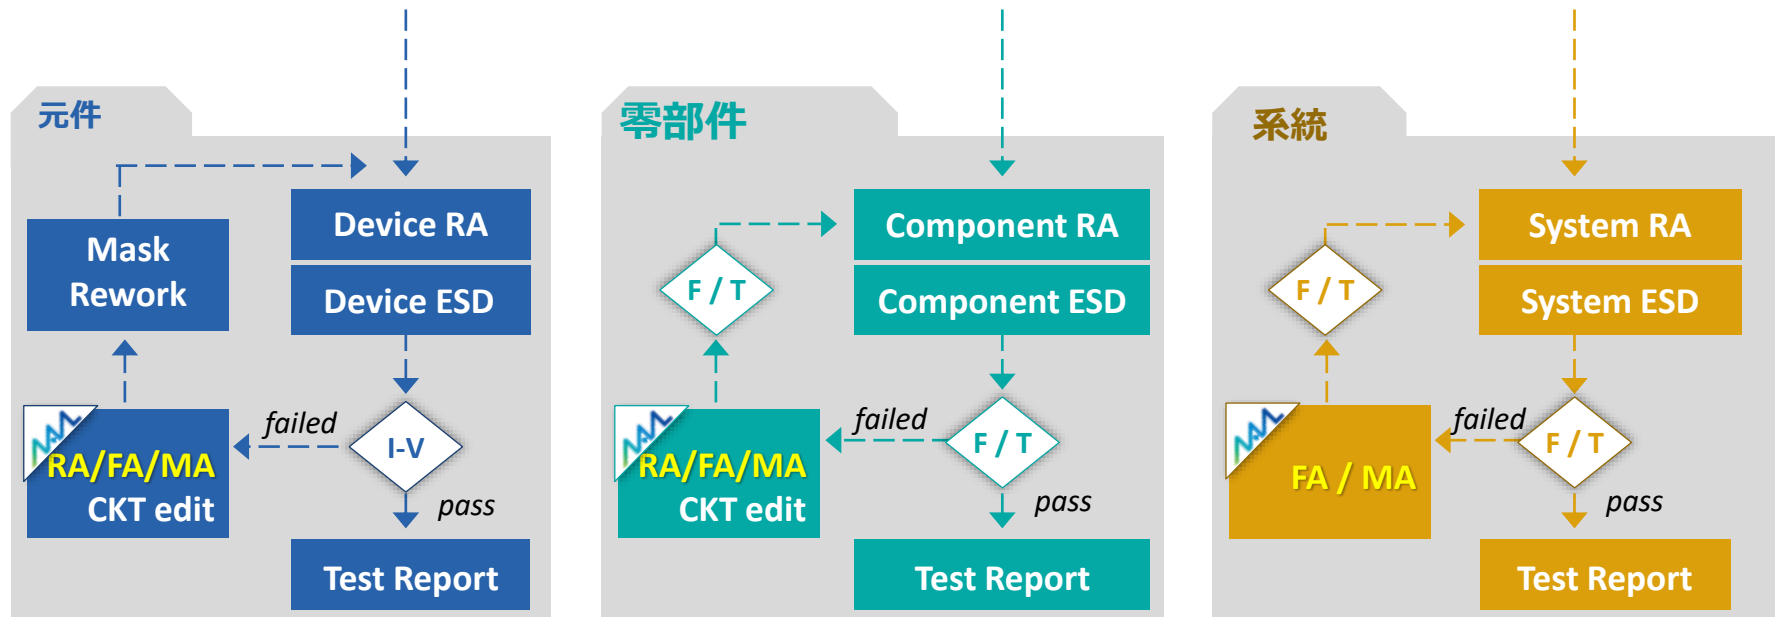 元件
Device RA
Device ESD
Mask
Rework
I-V
failed
pass
RA/FA/MA
CKT edit
Test Report
零部件
Component RA
Component ESD
F / T
F / T
failed
pass
RA/FA/MA
CKT edit
Test Report
系統
System RA
System ESD
F / T
F / T
failed
pass
FA / MA
Test Report